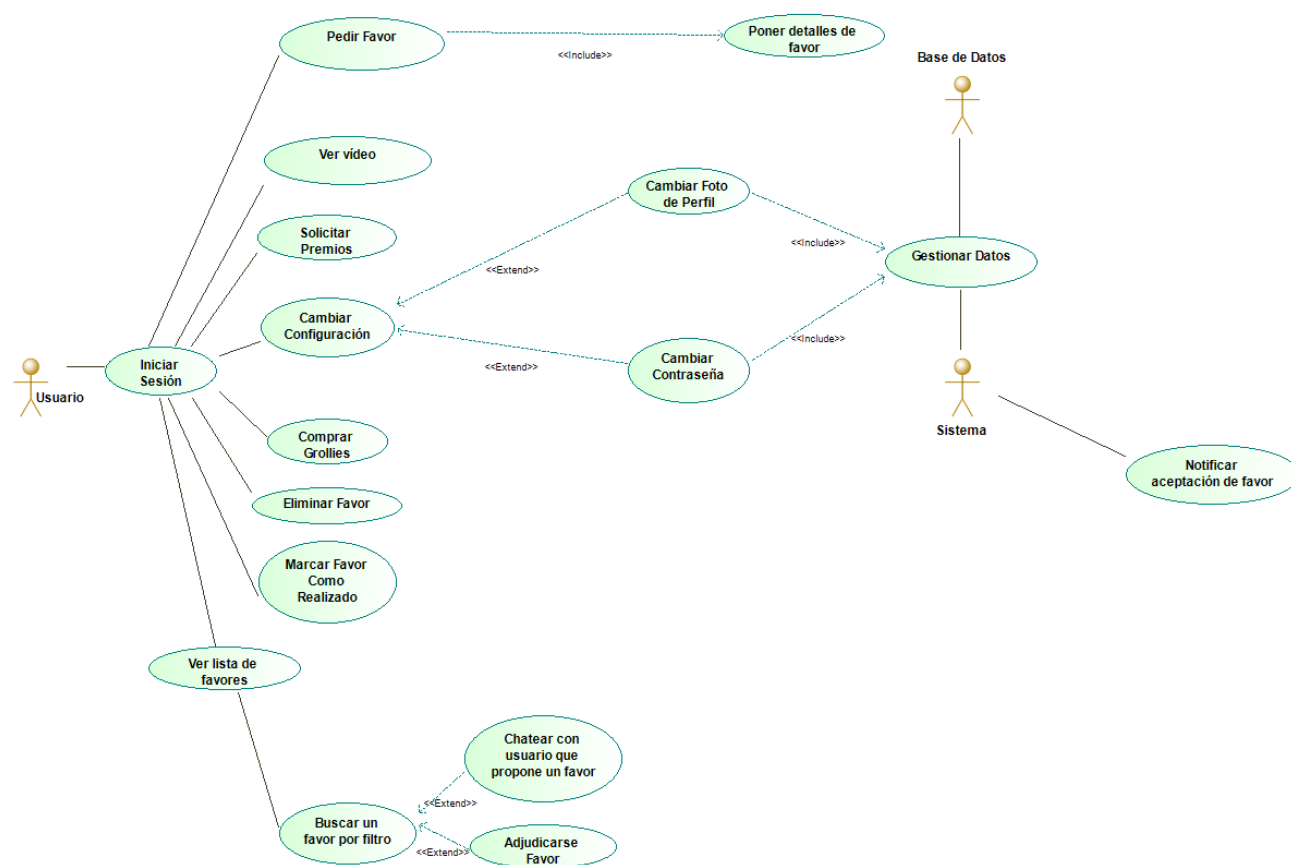 Pedir Favor
<<Include>>
Poner detalles de
favor
Base de Datos
Ver vídeo
Cambiar Foto
de Perfil
Solicitar
Premios
<<Include>>
Gestionar Datos
<<Extend>>
Cambiar
Configuración
<<Include>>
Iniciar
Sesión
<<Extend>>
Cambiar
Contraseña
Usuario
Sistema
Comprar
Grollies
Notificar
aceptación de favor
Eliminar Favor
Marcar Favor
Como
Realizado
Ver lista de
favores
Chatear con
usuario que
propone un favor
<<Extend>>
Buscar un
favor por filtro
<<Extend>>
Adjudicarse
Favor